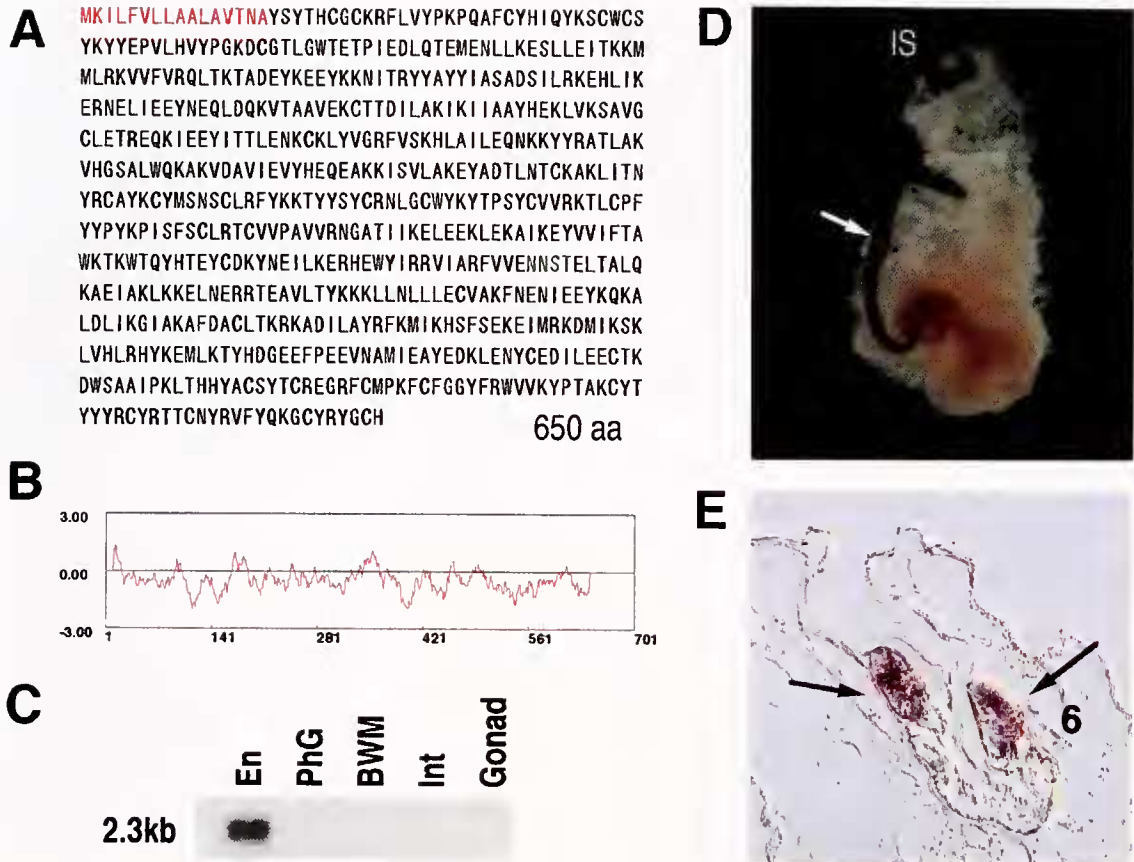 A
MKILFVLLAALAVTNAYSYTHCGCKRFLVYPKPQAFCYHIQYKSCWCS
YKYYEPVLHVYPGKDCGTLGWTETPIEDLQTEMENLLKESLLEITKKM
MLRKVVFVRQLTKTADEYKEEYKKNITRYYAYYIASADSILRKEHLIK
ERNELIEEYNEQLDQKVTAAVEKCTTDILAKIKIIAAYHEKLVKSAVG
CLETREQKIEEYITTLENKCKLYVGRFVSKHLAILEQNKKYYRATLAK
VHGSALWQKAKVDAVIEVYHEQEAKKISVLAKEYADTLNTCKAKLITN
YRCAYKCYMSNSCLRFYKKTYYSYCRNLGCWYKYTPSYCVVRKTLCPF
YYPYKPISFSCLRTCVVPAVVRNGATIIKELEEKLEKAIKEYVVIFTA
WKTKWTQYHTEYCDKYNEILKERHEWYIRRVIARFVVENNSTELTALQ
KAEIAKLKKELNERRTEAVLTYKKKLLNLLLECVAKFNENIEEYKQKA
LDLIKGIAKAFDACLTKRKADILAYRFKMIKHSFSEKEIMRKDMIKSK
LVHLRHYKEMLKTYHDGEEFPEEVNAMIEAYEDKLENYCEDILEECTK
DWSAAIPKLTHHYACSYTCREGRFCMPKFCFGGYFRWVVKYPTAKCYT
YYYRCYRTTCNYRVFYQKGCYRYGCH
650 aa
B
3.00
0.00
-3.00
1 141 281 421 561 701
C
En PhG BWM Int Gonad
2.3kb
D
IS
E
6